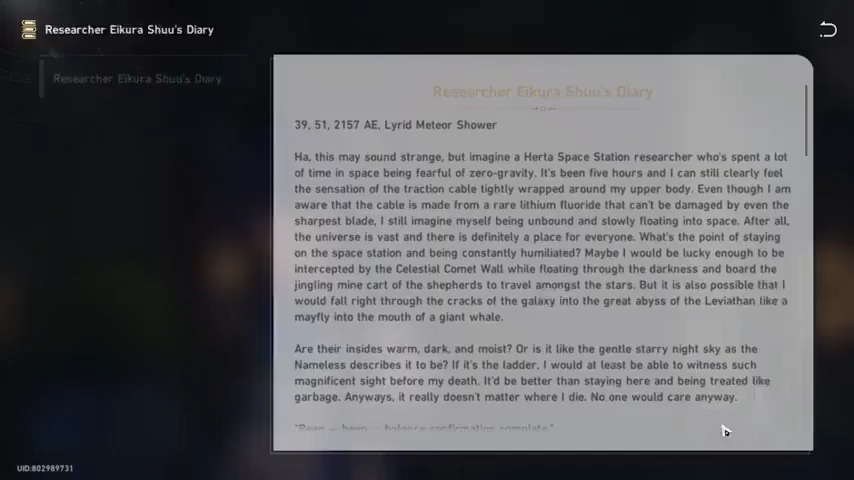 Researcher Eikura Shuu's Diary
Researcher Eikura Shuu's Diary
Researcher Eikura Shuu's Diary
39, 51, 2157 AE, Lyrid Meteor Shower
Ha, this may sound strange, but imagine a Herta Space Station researcher who's spent a lot
of time in space being fearful of zero-gravity. It's been five hours and I can still clearly feel
the sensation of the traction cable tightly wrapped around my upper body. Even though I am
aware that the cable is made from a rare lithium fluoride that can't be damaged by even the
sharpest blade, I still imagine myself being unbound and slowly floating into space. After all,
the universe is vast and there is definitely a place for everyone. What's the point of staying
on the space station and being constantly humiliated? Maybe I would be lucky enough to be
intercepted by the Celestial Comet Wall while floating through the darkness and board the
jingling mine cart of the shepherds to travel amongst the stars. But it is also possible that I
would fall right through the cracks of the galaxy into the great abyss of the Leviathan like a
mayfly into the mouth of a giant whale.
Are their insides warm, dark, and moist? Or is it like the gentle starry night sky as the
Nameless describes it to be? If it's the ladder, I would at least be able to witness such
magnificent sight before my death. It'd be better than staying here and being treated like
garbage. Anyways, it really doesn't matter where I die. No one would care anyway.
balance confirmation complete."
UID:802989731